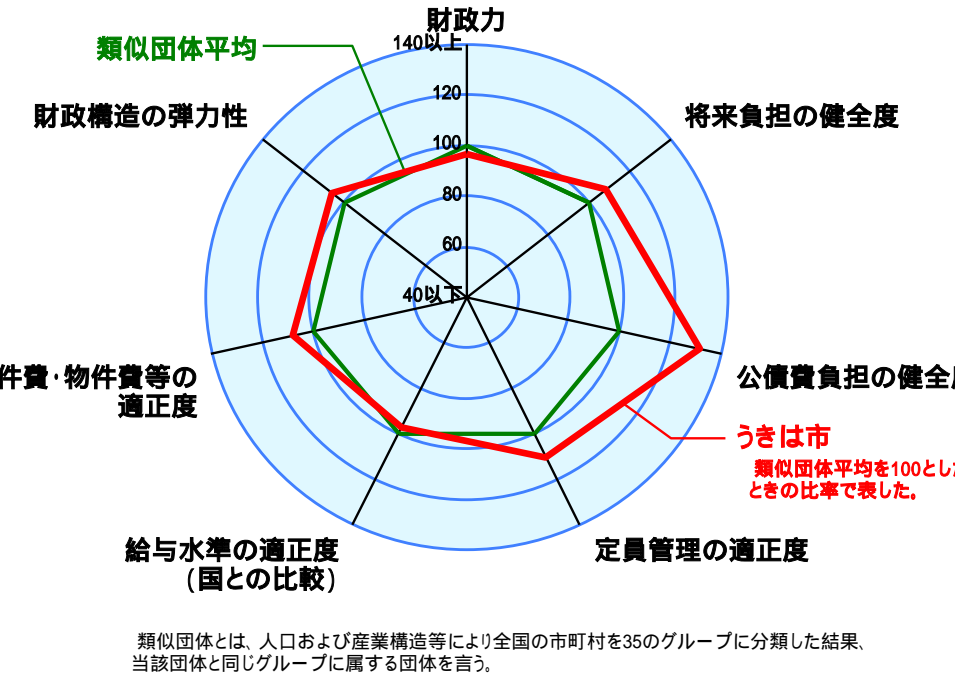 財政力
140以上
類似団体平均
120
財政構造の弾力性
将来負担の健全度
100
80
60
40以下
件費・物件費等の
適正度
公債費負担の健全度
うきは市
類似団体平均を100とした
ときの比率で表した。
給与水準の適正度
(国との比較)
定員管理の適正度
類似団体とは、人口および産業構造等により全国の市町村を35のグループに分類した結果、
当該団体と同じグループに属する団体を言う。